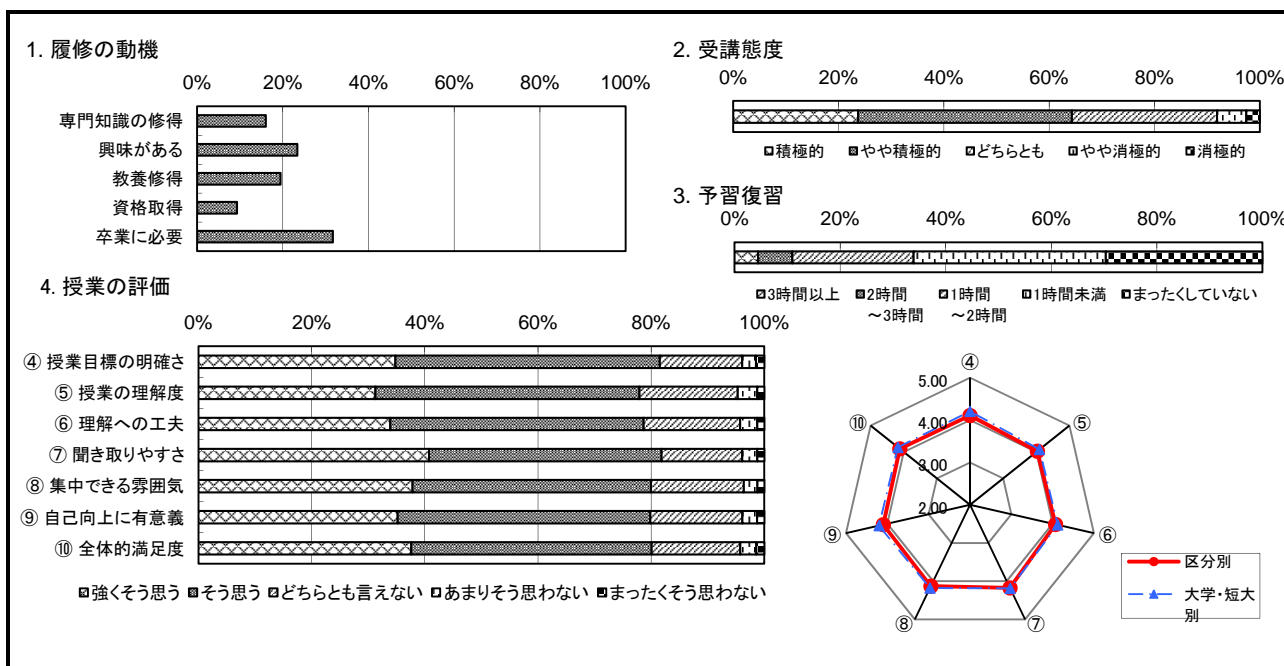 1. 履修の動機
0% 20% 40% 60% 80% 100%
専門知識の修得
興味がある
教養修得
資格取得
卒業に必要
2. 受講態度
0% 20% 40% 60% 80% 100%
積極的 やや積極的 どちらとも やや消極的 消極的
3. 予習復習
0% 20% 40% 60% 80% 100%
3時間以上 2時間 1時間 1時間未満 まったくしていない
～3時間 ～2時間
4. 授業の評価
0% 20% 40% 60% 80% 100%
④ 授業目標の明確さ
⑤ 授業の理解度
⑥ 理解への工夫
⑦ 聞き取りやすさ
⑧ 集中できる雰囲気
⑨ 自己向上に有意義
⑩ 全体的満足度
強くそう思う そう思う どちらとも言えない あまりそう思わない まったくそう思わない
④
5.00
⑩ ⑤
4.00
3.00
2.00
⑨ ⑥
⑧ ⑦
区分別
大学・短大
別